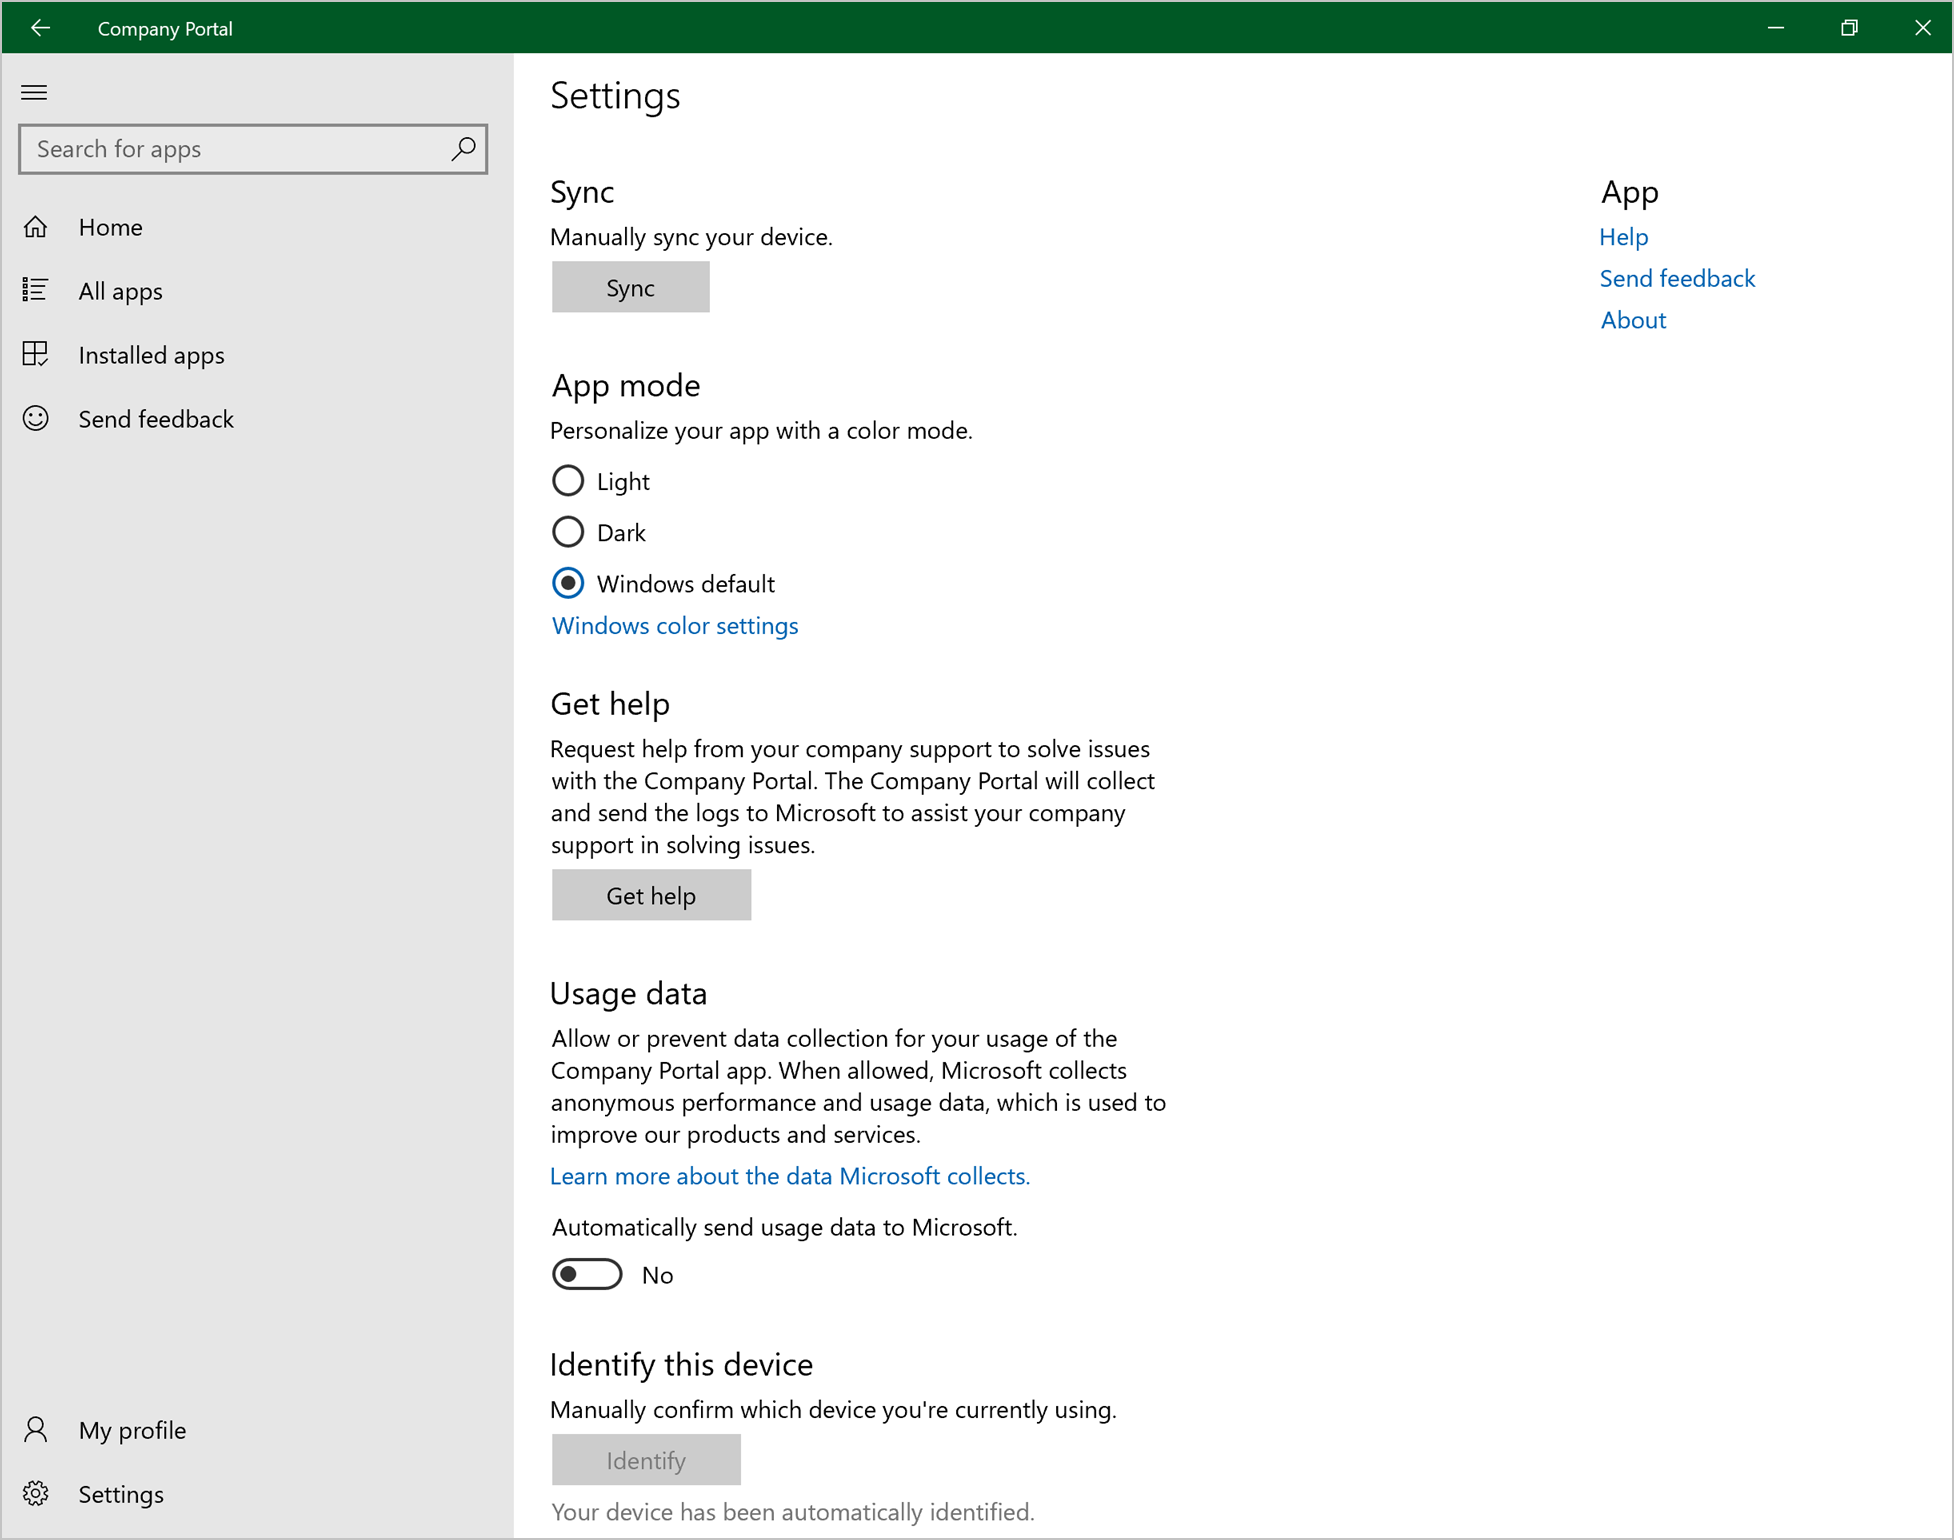 Company Portal
Search for apps
Home
All apps
Installed apps
Send feedback
My profile
Settings
Settings
Sync
Manually sync your device.
Sync
App mode
Personalize your app with a color mode.
Light
Dark
Windows default
Windows color settings
Get help
Request help from your company support to solve issues
with the Company Portal. The Company Portal will collect
and send the logs to Microsoft to assist your company
support in solving issues.
Get help
Usage data
Allow or prevent data collection for your usage of the
Company Portal app. When allowed, Microsoft collects
anonymous performance and usage data, which is used to
improve our products and services.
Learn more about the data Microsoft collects.
Automatically send usage data to Microsoft.
No
Identify this device
Manually confirm which device you're currently using.
Identify
Your device has been automatically identified.
App
Help
Send feedback
About